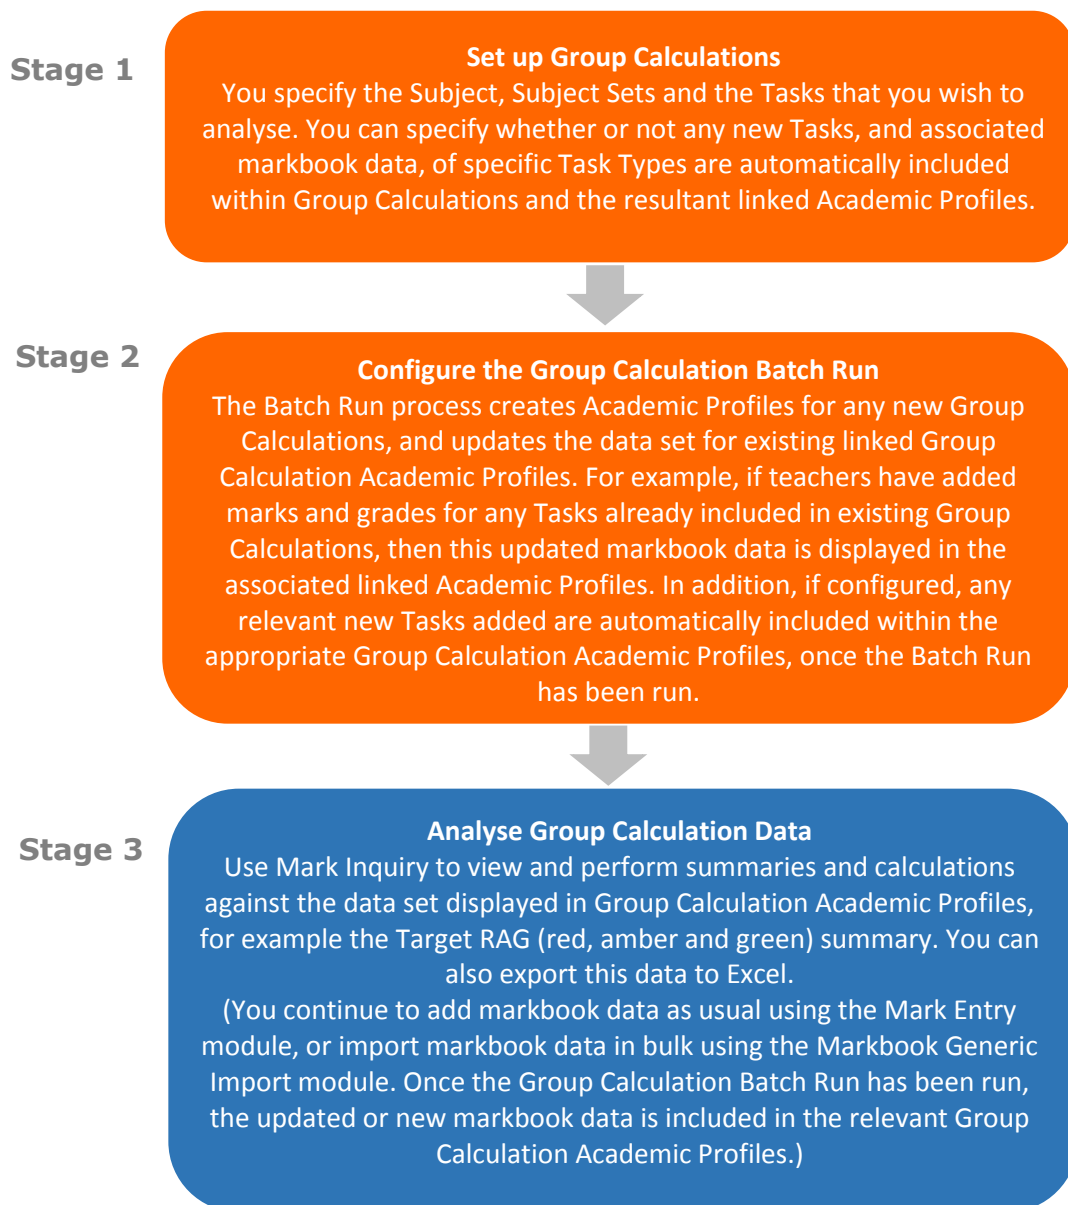 Stage 1
Set up Group Calculations
You specify the Subject, Subject Sets and the Tasks that you wish to
analyse. You can specify whether or not any new Tasks, and associated
markbook data, of specific Task Types are automatically included
within Group Calculations and the resultant linked Academic Profiles.
Stage 2
Configure the Group Calculation Batch Run
The Batch Run process creates Academic Profiles for any new Group
Calculations, and updates the data set for existing linked Group
Calculation Academic Profiles. For example, if teachers have added
marks and grades for any Tasks already included in existing Group
Calculations, then this updated markbook data is displayed in the
associated linked Academic Profiles. In addition, if configured, any
relevant new Tasks added are automatically included within the
appropriate Group Calculation Academic Profiles, once the Batch Run
has been run.
Stage 3
Analyse Group Calculation Data
Use Mark Inquiry to view and perform summaries and calculations
against the data set displayed in Group Calculation Academic Profiles,
for example the Target RAG (red, amber and green) summary. You can
also export this data to Excel.
(You continue to add markbook data as usual using the Mark Entry
module, or import markbook data in bulk using the Markbook Generic
Import module. Once the Group Calculation Batch Run has been run,
the updated or new markbook data is included in the relevant Group
Calculation Academic Profiles.)